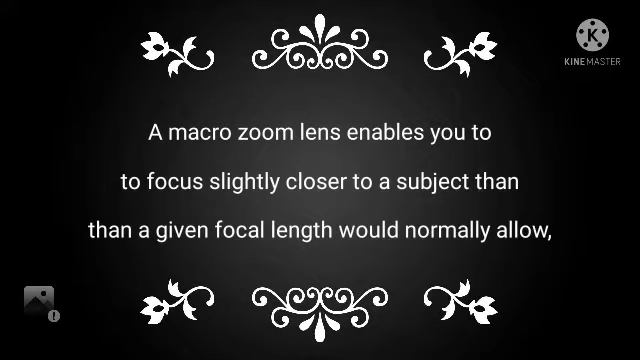 KINEMASTER
A macro zoom lens enables you to
to focus slightly closer to a subject than
than a given focal length would normally allow,